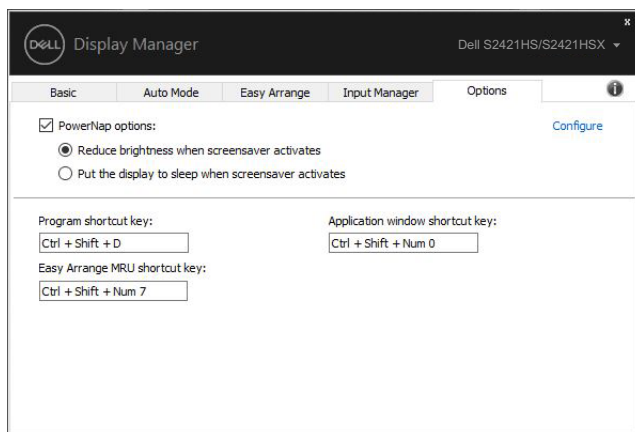 x
DELL Display Manager
Dell S2421HS/S2421HSX
Basic Auto Mode Easy Arrange Input Manager Options i
PowerNap options: Configure
Reduce brightness when screensaver activates
Put the display to sleep when screensaver activates
Program shortcut key: Application window shortcut key:
Ctrl + Shift + D Ctrl + Shift + Num 0
Easy Arrange MRU shortcut key:
Ctrl + Shift + Num 7